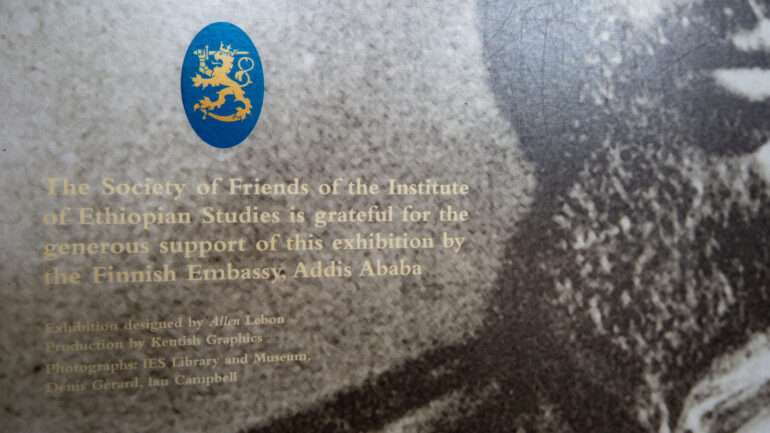 The Society of Friends of the Institute
of Ethiopian Studies is grateful for the
generous support of this exhibition by
the Finnish Embassy, Addis Ababa
Exhibition designed by Allen Lebon
Production by Kentish Graphics
Photographs: IES Library and Museum,
Denis Gerard, Ian Campbell